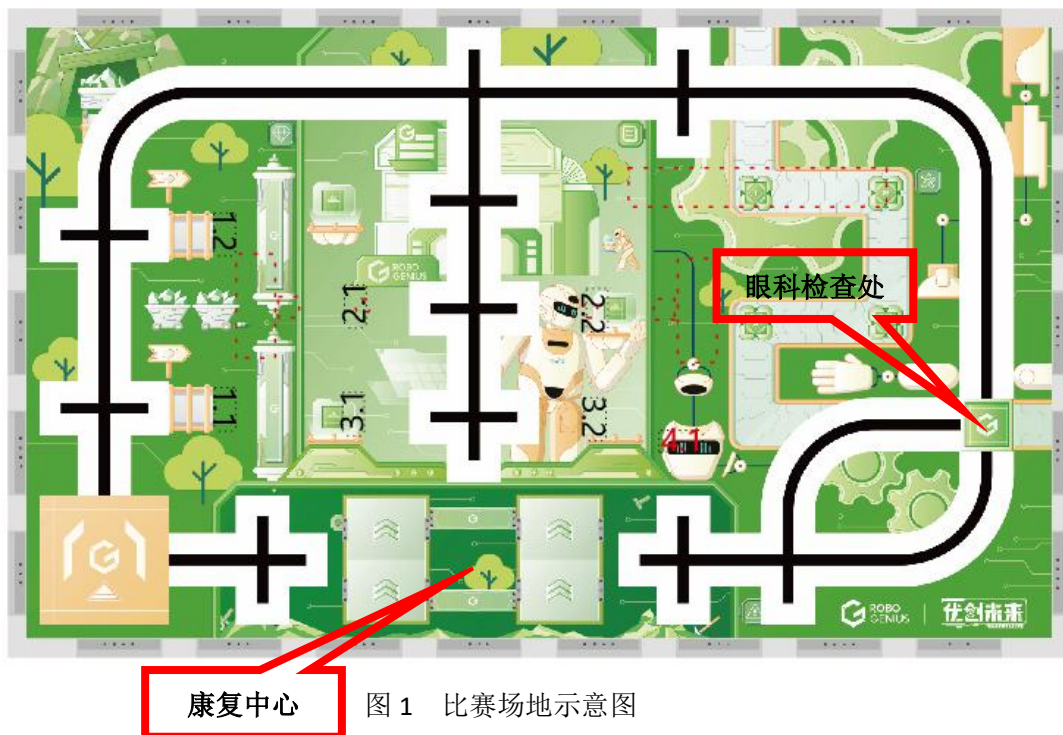 1.2
ROBO
GENIUS
眼科检查处
2.1
2.2
1.1
3.1
3.2
4.1
ROBO
GENIUS
优创未来
康复中心
图 1 比赛场地示意图